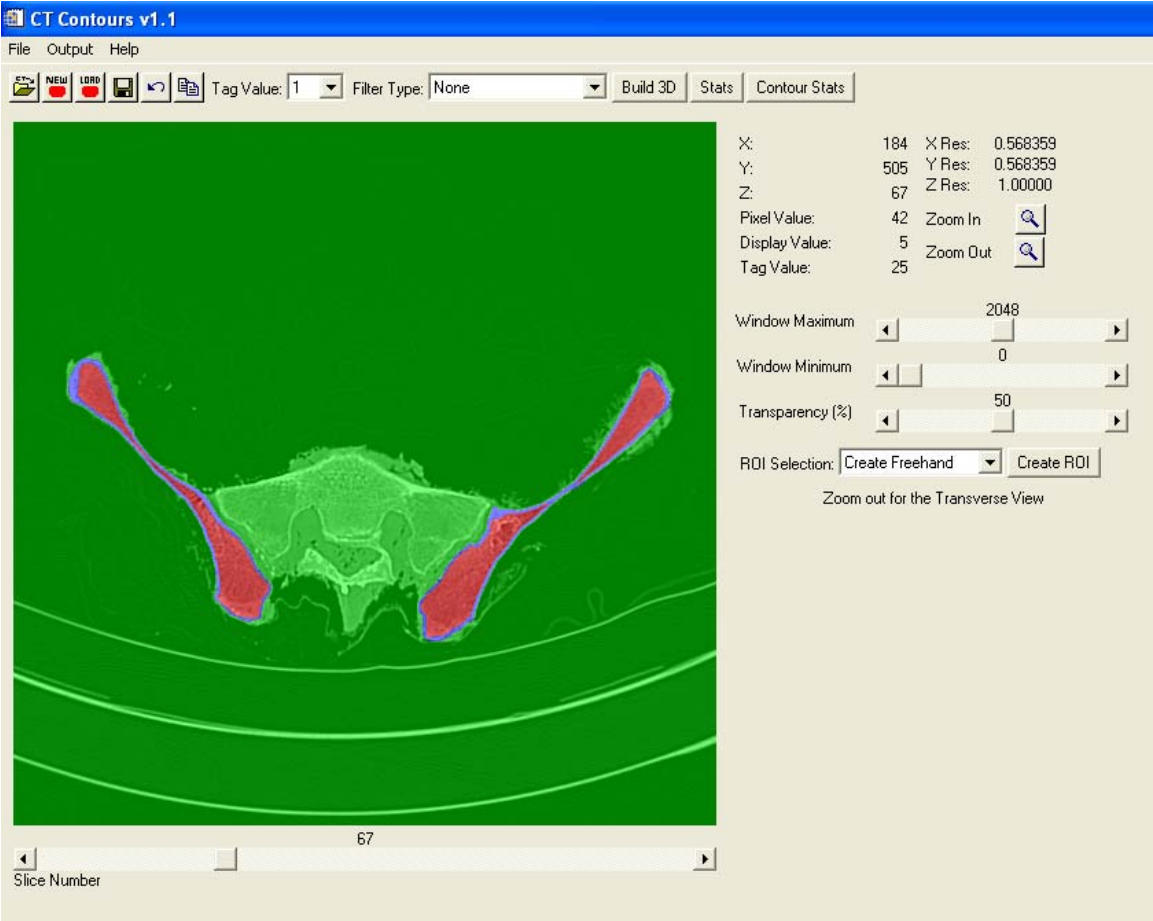 CT Contours v1.1
File Output Help
NEW LOAD Tag Value: 1 Filter Type: None Build 3D Stats Contour Stats
X: 184 X Res: 0.568359
Y: 505 Y Res: 0.568359
Z: 67 Z Res: 1.00000
Pixel Value: 42 Zoom In
Display Value: 5
Zoom Out
Tag Value: 25
2048
Window Maximum
0
Window Minimum
50
Transparency (%)
ROI Selection: Create Freehand Create ROI
Zoom out for the Transverse View
67
Slice Number